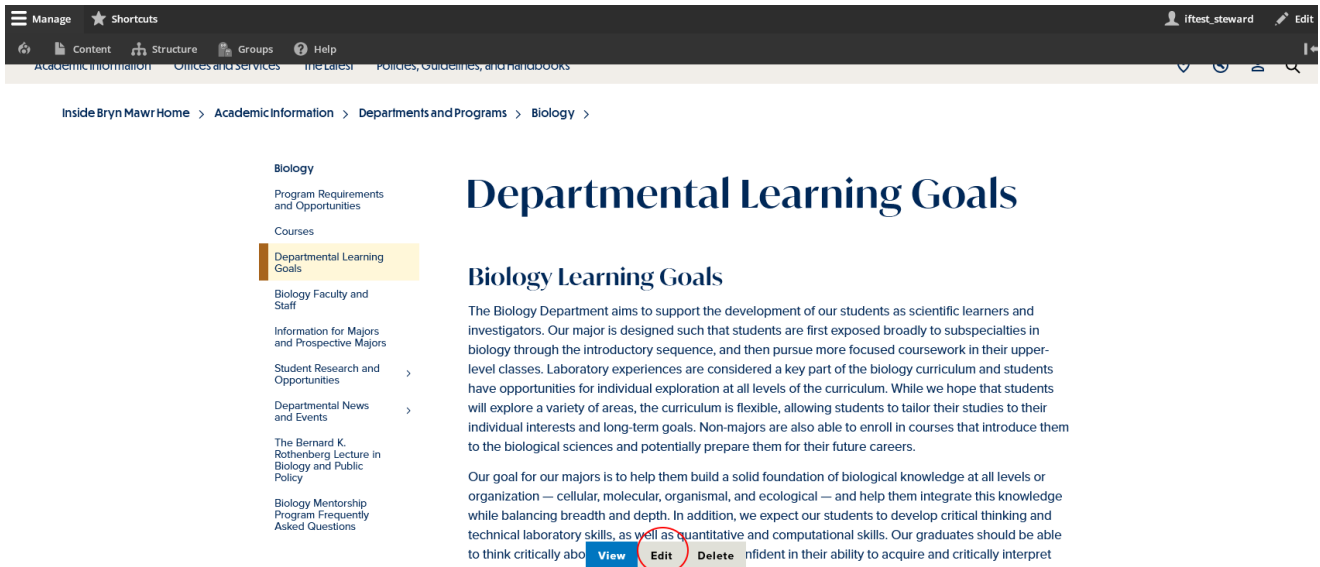 Manage
Shortcuts
iftest_steward
Edit
Content
Structure
Groups
Help
Academic Information
Offices and Services
The Latest
Policies, Guidelines, and Handbooks
Inside Bryn Mawr Home > Academic Information > Departments and Programs > Biology >
Biology
Program Requirements
and Opportunities
Courses
Departmental Learning
Goals
Biology Faculty and
Staff
Information for Majors
and Prospective Majors
Student Research and
Opportunities
Departmental News
and Events
The Bernard K.
Rothenberg Lecture in
Biology and Public
Policy
Biology Mentorship
Program Frequently
Asked Questions
Departmental Learning Goals
Biology Learning Goals
The Biology Department aims to support the development of our students as scientific learners and
investigators. Our major is designed such that students are first exposed broadly to subspecialties in
biology through the introductory sequence, and then pursue more focused coursework in their upper-
level classes. Laboratory experiences are considered a key part of the biology curriculum and students
have opportunities for individual exploration at all levels of the curriculum. While we hope that students
will explore a variety of areas, the curriculum is flexible, allowing students to tailor their studies to their
individual interests and long-term goals. Non-majors are also able to enroll in courses that introduce them
to the biological sciences and potentially prepare them for their future careers.
Our goal for our majors is to help them build a solid foundation of biological knowledge at all levels or
organization — cellular, molecular, organismal, and ecological — and help them integrate this knowledge
while balancing breadth and depth. In addition, we expect our students to develop critical thinking and
technical laboratory skills, as well as quantitative and computational skills. Our graduates should be able
to think critically abo
nfident in their ability to acquire and critically interpret
View
Edit
Delete